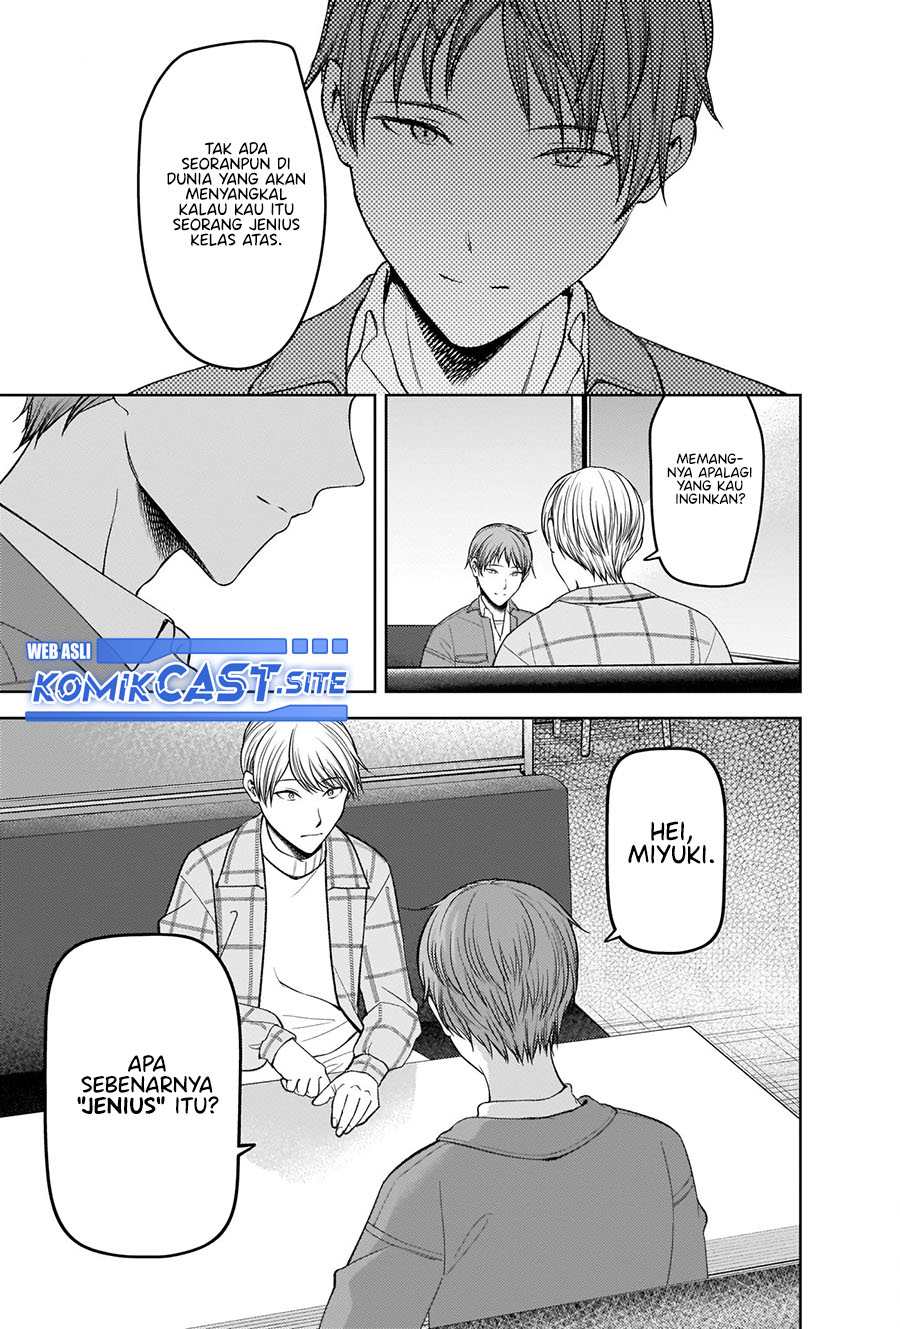 TAK ADA
SEORANPUN DI
DUNIA YANG AKAN
MENYANGKAL
KALAU KAU ITU
SEORANG JENIUS
KELAS ATAS.
MEMANG-
NYA APALAGI
YANG KAU
INGINKAN?
WEB ASLI
KOMIKCAST.SITE
HEI,
MIYUKI.
APA
SEBENARNYA
"JENIUS" ITU?